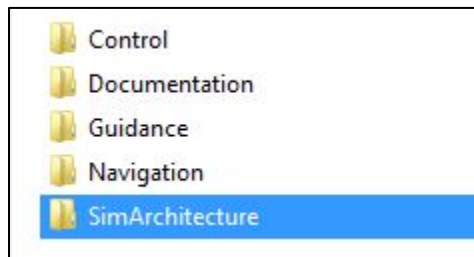 Control
Documentation
Guidance
Navigation
SimArchitecture